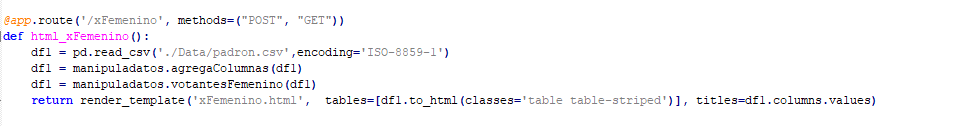 @app.route('/xFemenino', methods=("POST", "GET"))
def html_xFemenino():
    df1 = pd.read_csv('./Data/padron.csv',encoding='ISO-8859-1')
    df1 = manipuladatos.agregaColumnas(df1)
    df1 = manipuladatos.votantesFemenino(df1)
    return render_template('xFemenino.html',  tables=[df1.to_html(classes='table table-striped')], titles=df1.columns.values)